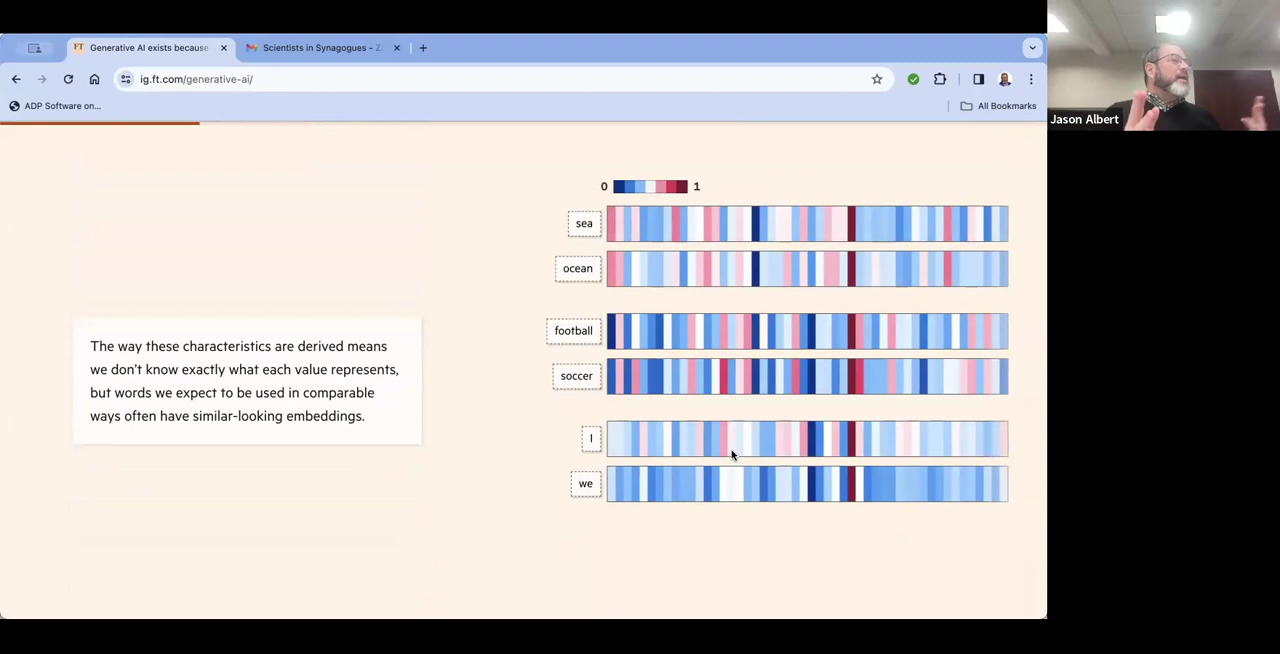 Generative AI exists because
Scientists in Synagogues - Z
ig.ft.com/generative-ai/
ADP Software on...
All Bookmarks
Jason Albert
0 1
sea
ocean
football
soccer
I
we
The way these characteristics are derived means
we don't know exactly what each value represents,
but words we expect to be used in comparable
ways often have similar-looking embeddings.